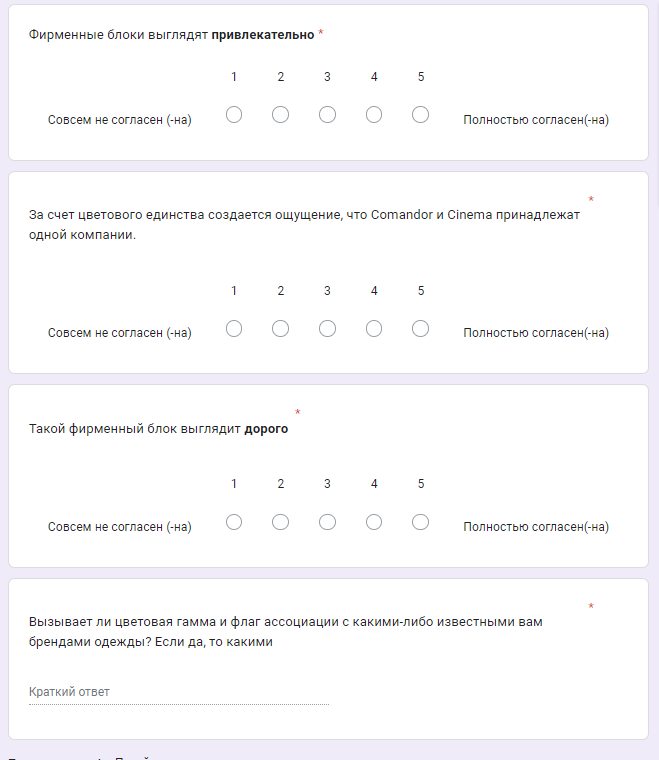 Фирменные блоки выглядят привлекательно *
1 2 3 4 5
Совсем не согласен (-на) Полностью согласен(-на)
*
За счет цветового единства создается ощущение, что Comandor и Cinema принадлежат
одной компании.
1 2 3 4 5
Совсем не согласен (-на) Полностью согласен(-на)
*
Такой фирменный блок выглядит дорого
1 2 3 4 5
Совсем не согласен (-на) Полностью согласен(-на)
*
Вызывает ли цветовая гамма и флаг ассоциации с какими-либо известными вам
брендами одежды? Если да, то какими
Краткий ответ